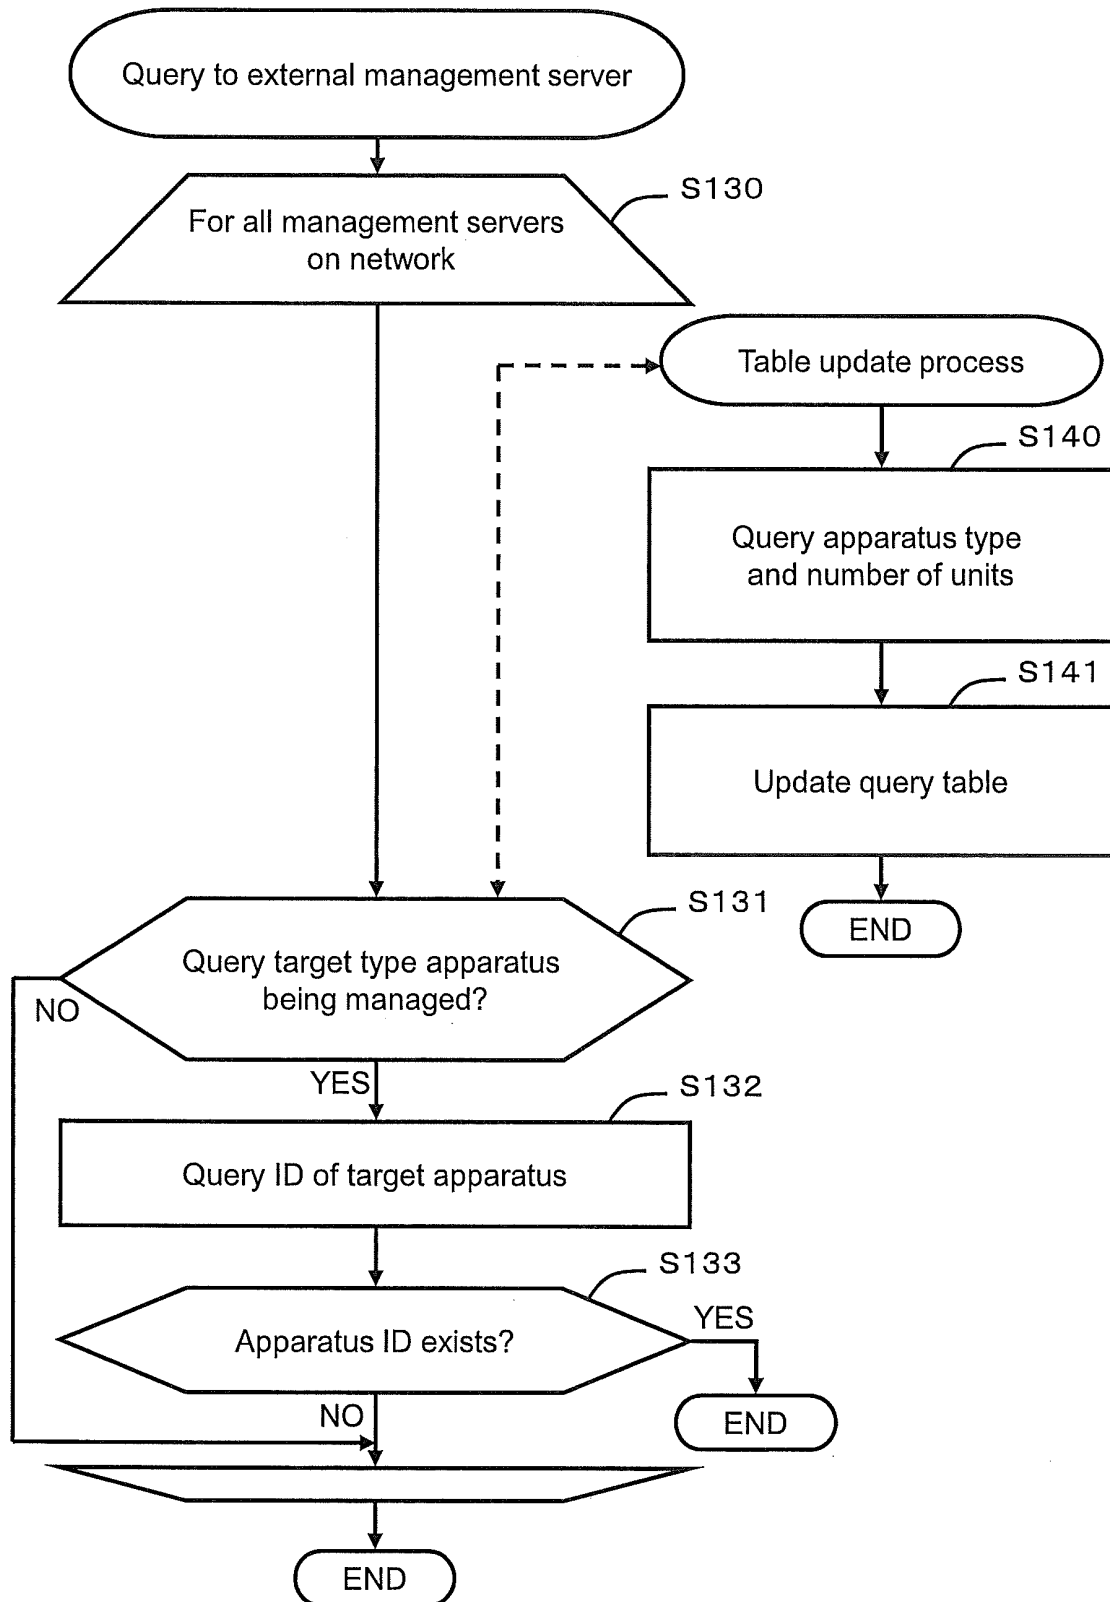 Query to external management server
S130
For all management servers
on network
Table update process
S140
Query apparatus type
and number of units
S141
Update query table
END
S131
Query target type apparatus
being managed?
NO
YES
S132
Query ID of target apparatus
S133
Apparatus ID exists?
YES
END
NO
END